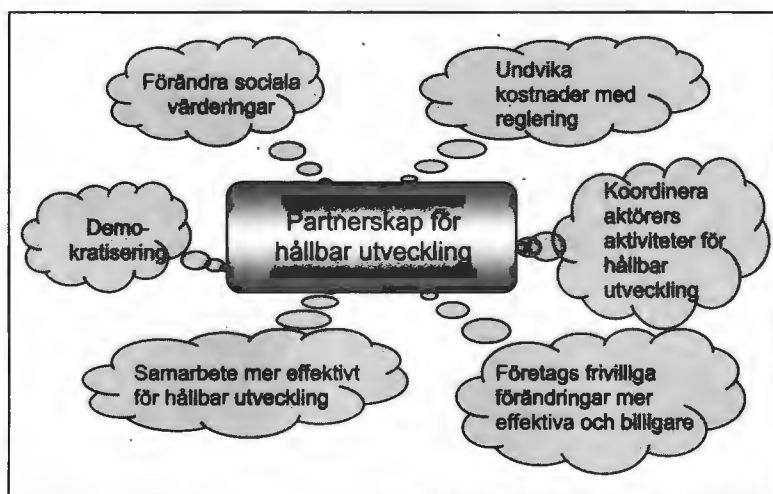 Förändra sociala
värderingar
Undvika
kostnader med
reglering
Demo-
kratisering
Partnerskap för
hållbar utveckling
Koordinera
aktörers
aktiviteter för
hållbar
utveckling
Samarbete mer effektivt
för hållbar utveckling
Företags frivilliga
förändringar mer
effektiva och billigare